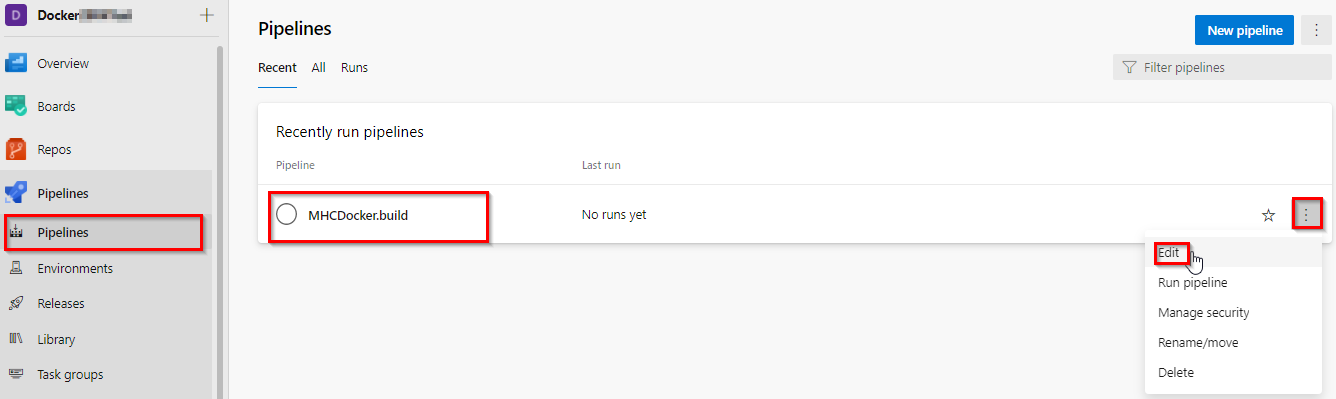 D Docker
Overview
Boards
Repos
Pipelines
Pipelines
Environments
Releases
Library
Task groups
Pipelines
New pipeline
Recent All Runs
Filter pipelines
Recently run pipelines
Pipeline Last run
MHCDocker.build No runs yet
Edit
Run pipeline
Manage security
Rename/move
Delete